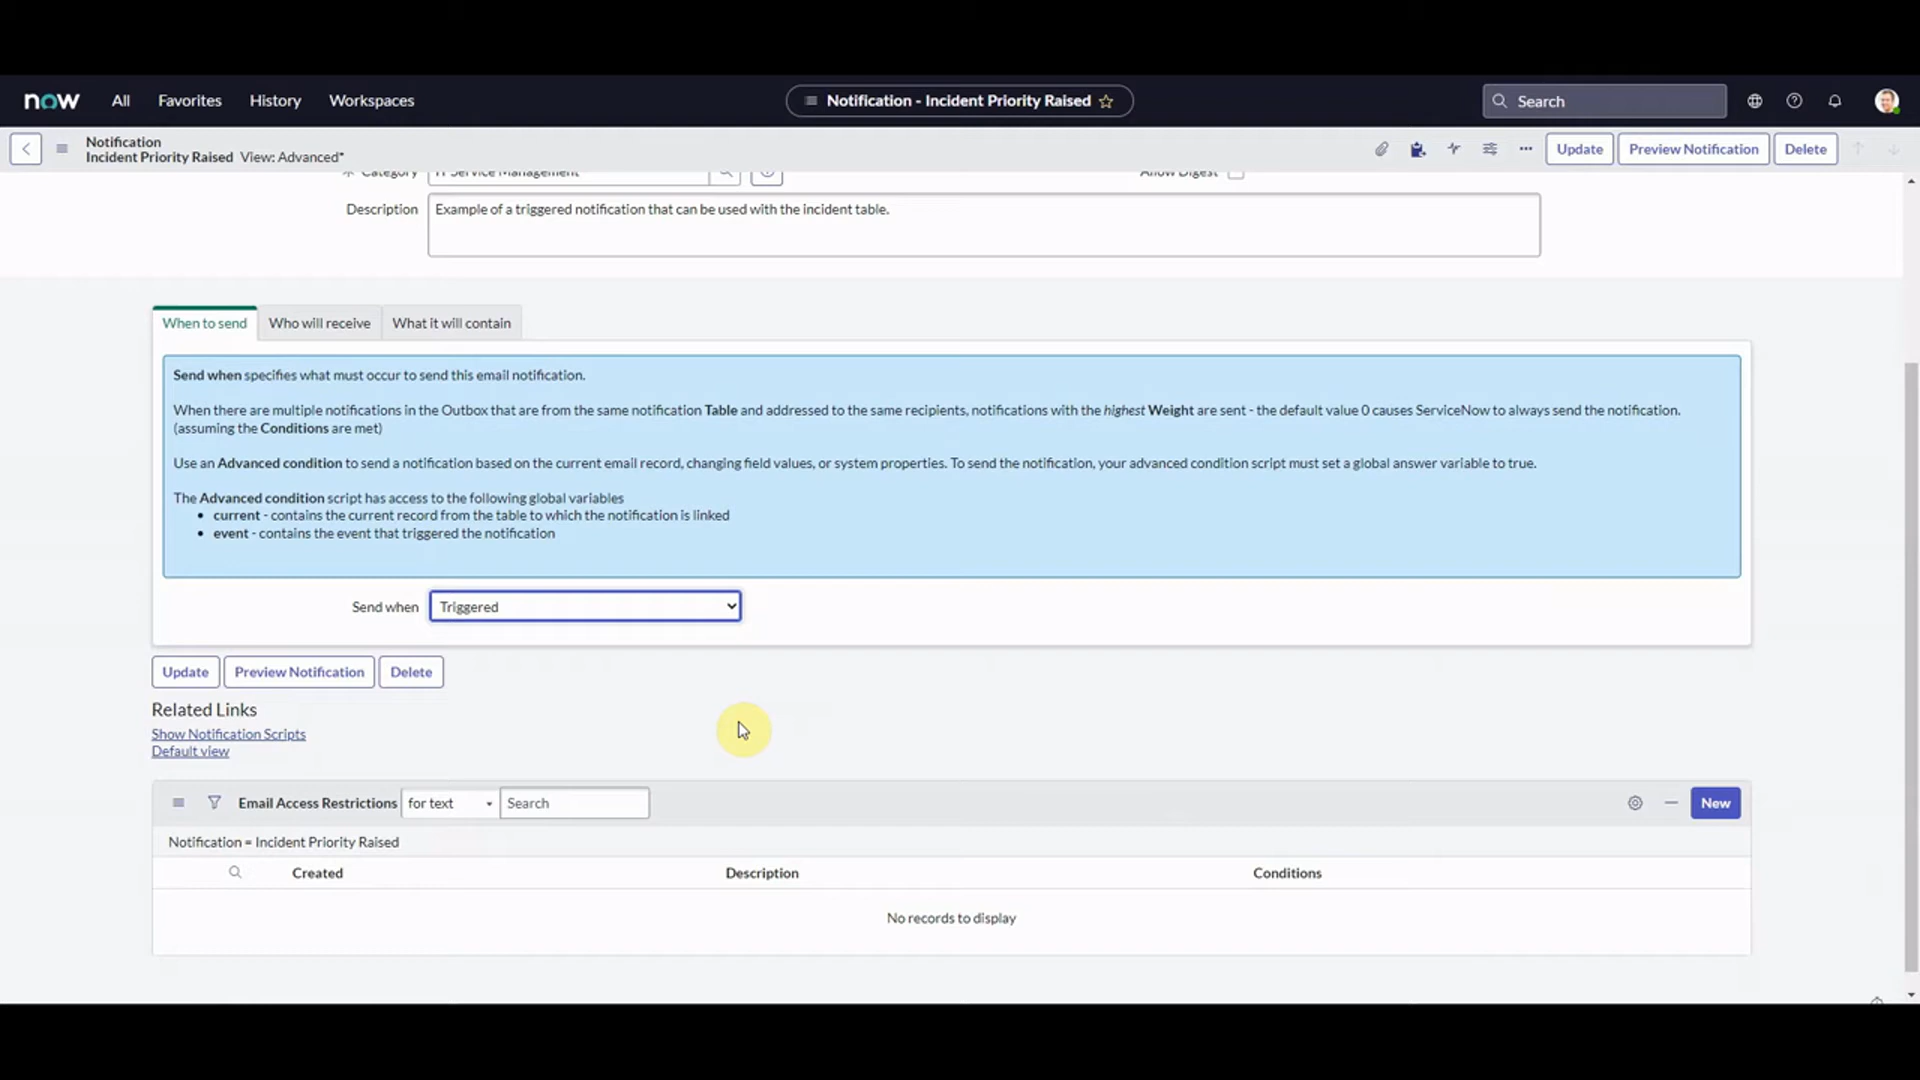 now All Favorites History Workspaces
Notification - Incident Priority Raised
Search
Notification
Incident Priority Raised View: Advanced*
Update Preview Notification Delete
Category IT Service Management Allow Digest
Description Example of a triggered notification that can be used with the incident table.
When to send Who will receive What it will contain
Send when specifies what must occur to send this email notification.
When there are multiple notifications in the Outbox that are from the same notification Table and addressed to the same recipients, notifications with the highest Weight are sent - the default value 0 causes ServiceNow to always send the notification.
(assuming the Conditions are met)
Use an Advanced condition to send a notification based on the current email record, changing field values, or system properties. To send the notification, your advanced condition script must set a global answer variable to true.
The Advanced condition script has access to the following global variables
• current - contains the current record from the table to which the notification is linked
• event - contains the event that triggered the notification
Send when Triggered
Update Preview Notification Delete
Related Links
Show Notification Scripts
Default view
Email Access Restrictions for text Search New
Notification = Incident Priority Raised
Created Description Conditions
No records to display